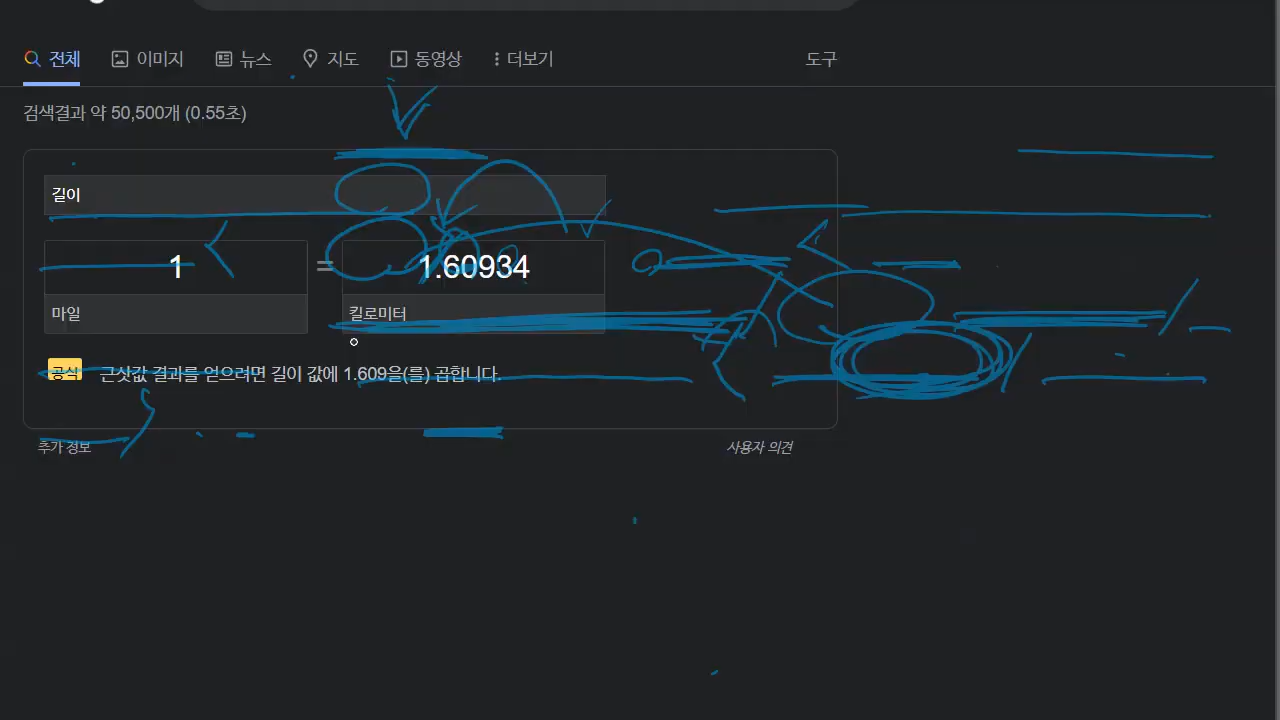 전체 이미지 뉴스 지도 동영상 더보기 도구
검색결과 약 50,500개 (0.55초)
길이
1 = 1.60934
마일 킬로미터
공식 근삿값 결과를 얻으려면 길이 값에 1.609을(를) 곱합니다.
추가 정보 사용자 의견